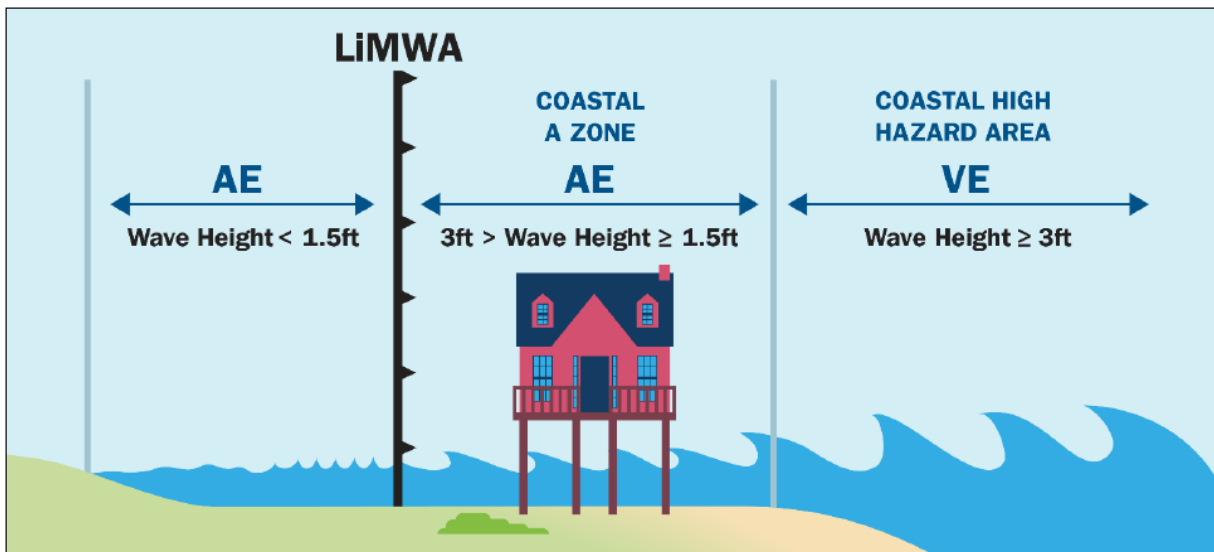 LiMWA
COASTAL
A ZONE
COASTAL HIGH
HAZARD AREA
AE
AE
VE
Wave Height < 1.5ft
3ft > Wave Height ≥ 1.5ft
Wave Height ≥ 3ft